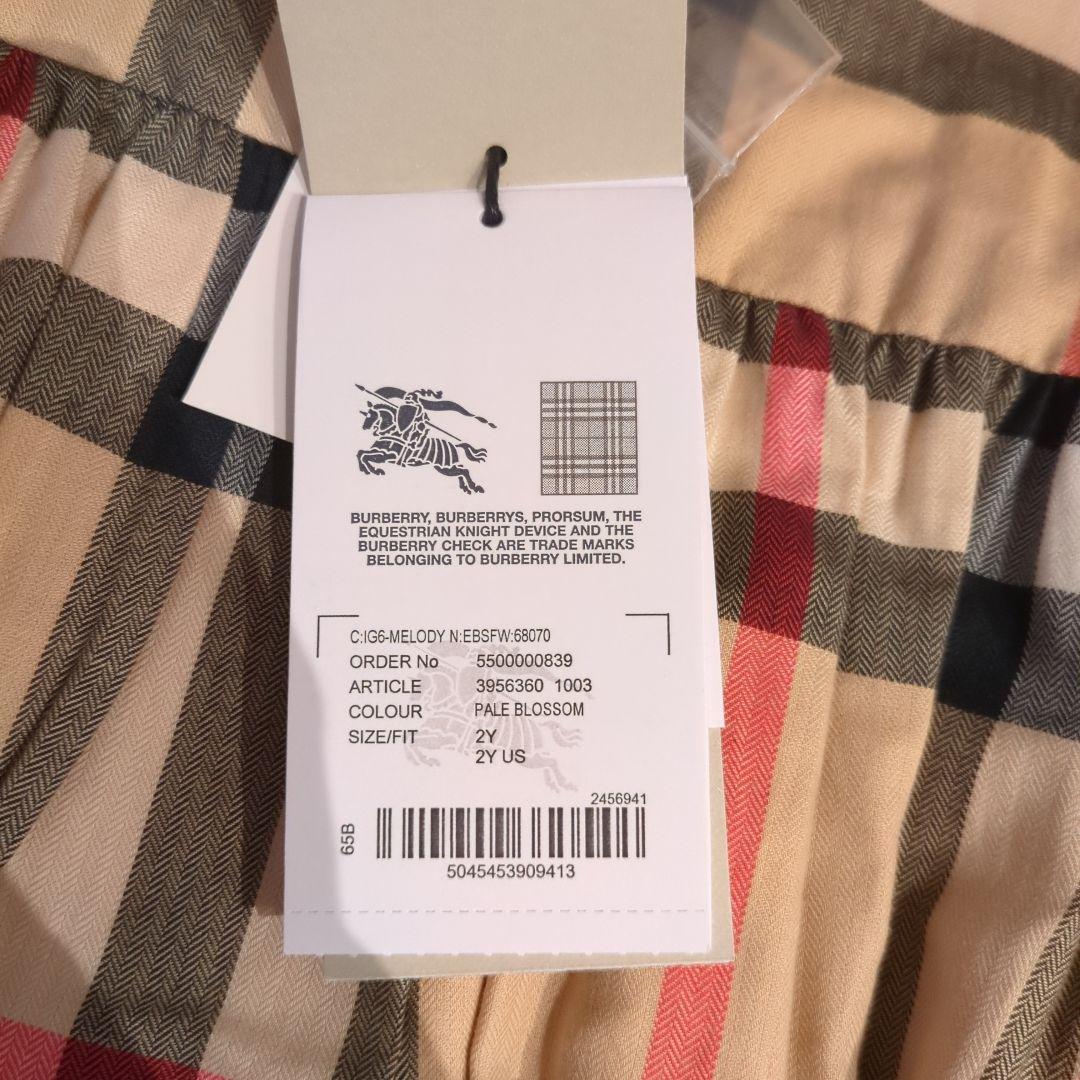 BURBERRY, BURBERRYS, PRORSUM, THE
EQUESTRIAN KNIGHT DEVICE AND THE
BURBERRY CHECK ARE TRADE MARKS
BELONGING TO BURBERRY LIMITED.
C:IG6-MELODY N:EBSFW:68070
ORDER No 5500000839
ARTICLE 3956360 1003
COLOUR PALE BLOSSOM
SIZE/FIT 2Y
2Y US
2456941
65B
5045453909413